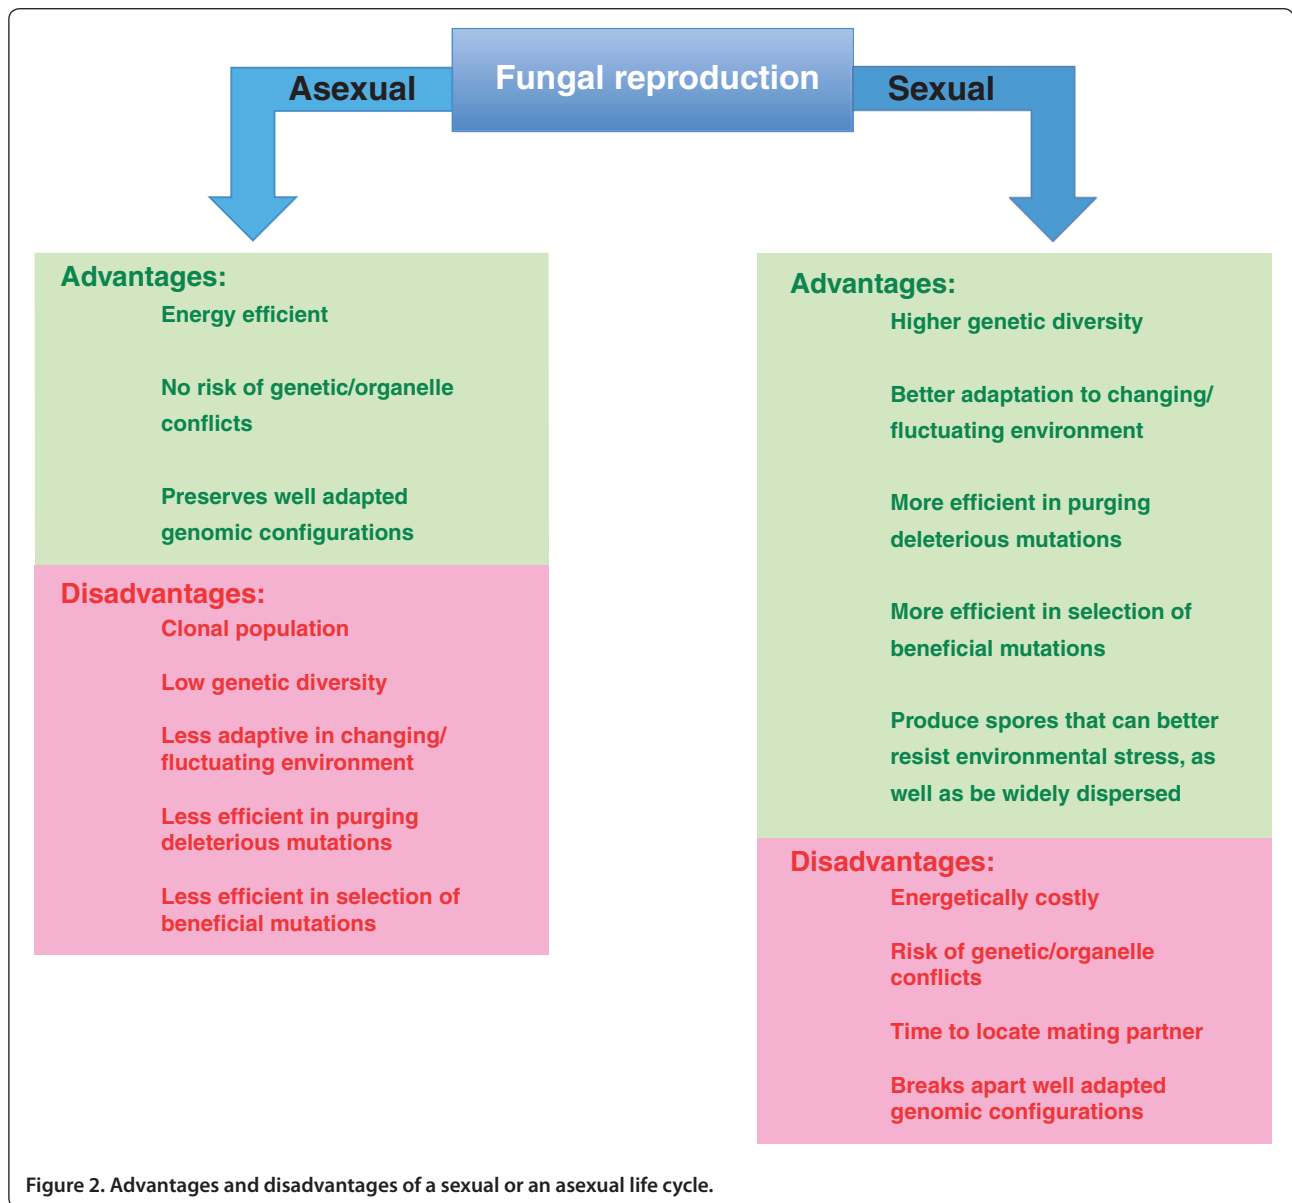 Fungal reproduction
Asexual
Sexual
Advantages:
Energy efficient
No risk of genetic/organelle
conflicts
Preserves well adapted
genomic configurations
Disadvantages:
Clonal population
Low genetic diversity
Less adaptive in changing/
fluctuating environment
Less efficient in purging
deleterious mutations
Less efficient in selection of
beneficial mutations
Advantages:
Higher genetic diversity
Better adaptation to changing/
fluctuating environment
More efficient in purging
deleterious mutations
More efficient in selection of
beneficial mutations
Produce spores that can better
resist environmental stress, as
well as be widely dispersed
Disadvantages:
Energetically costly
Risk of genetic/organelle
conflicts
Time to locate mating partner
Breaks apart well adapted
genomic configurations
Figure 2. Advantages and disadvantages of a sexual or an asexual life cycle.